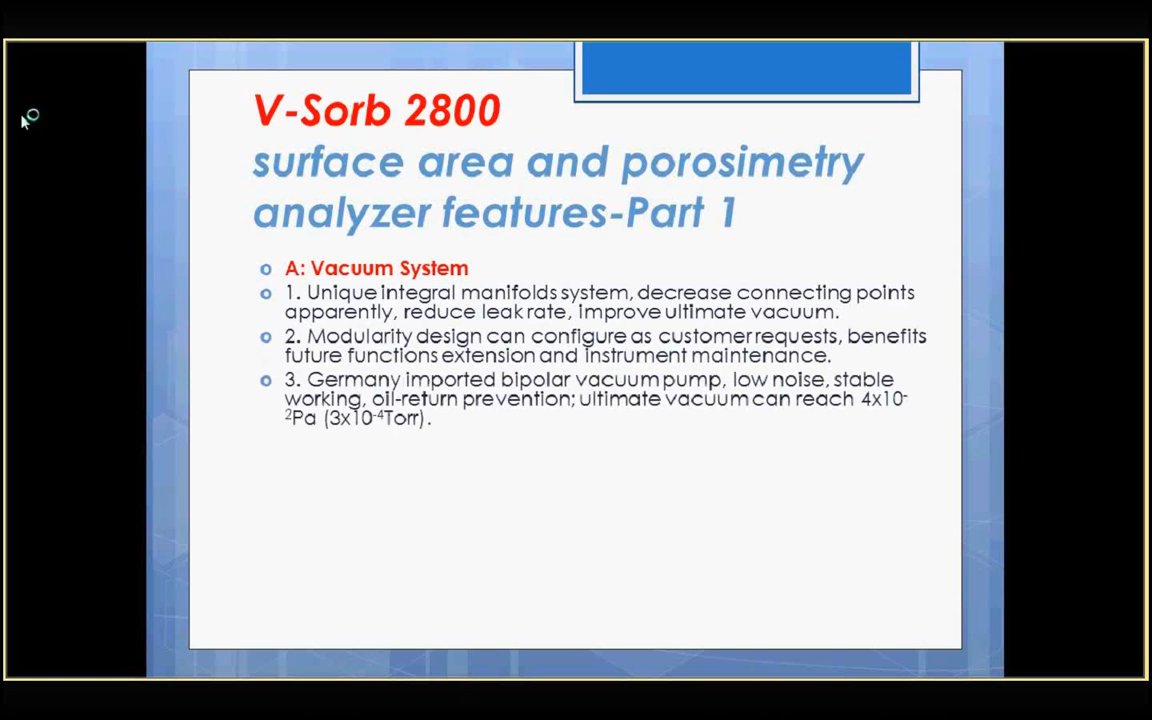 V-Sorb 2800
surface area and porosimetry
analyzer features-Part 1
A: Vacuum System
1. Unique integral manifolds system, decrease connecting points
apparently, reduce leak rate, improve ultimate vacuum.
2. Modularity design can configure as customer requests, benefits
future functions extension and instrument maintenance.
3. Germany imported bipolar vacuum pump, low noise, stable
working, oil-return prevention; ultimate vacuum can reach 4x10⁻
²Pa (3x10⁻⁴Torr).